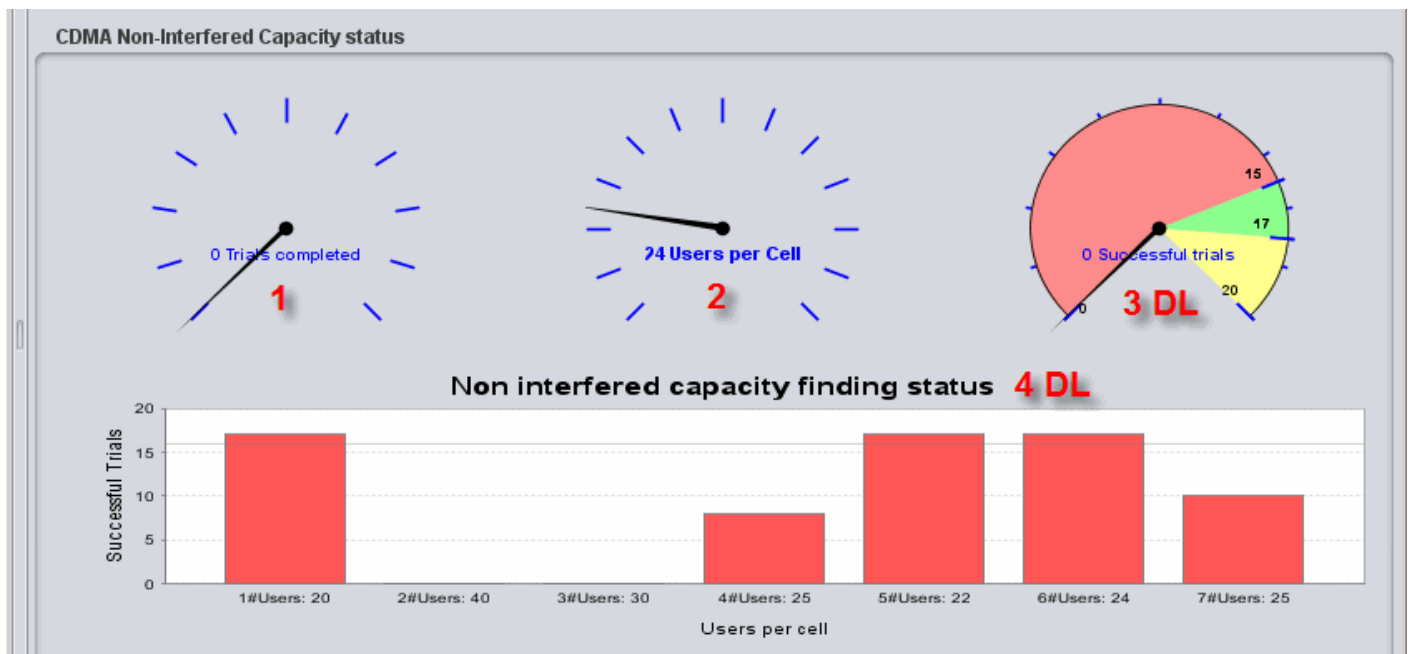 CDMA Non-Interfered Capacity status
0 Trials completed
1
24 Users per Cell
2
15
17
20
0
0 Successful trials
3 DL
Non interfered capacity finding status
4 DL
Successful Trials
20
15
10
5
0
1#Users: 20
2#Users: 40
3#Users: 30
4#Users: 25
5#Users: 22
6#Users: 24
7#Users: 25
Users per cell